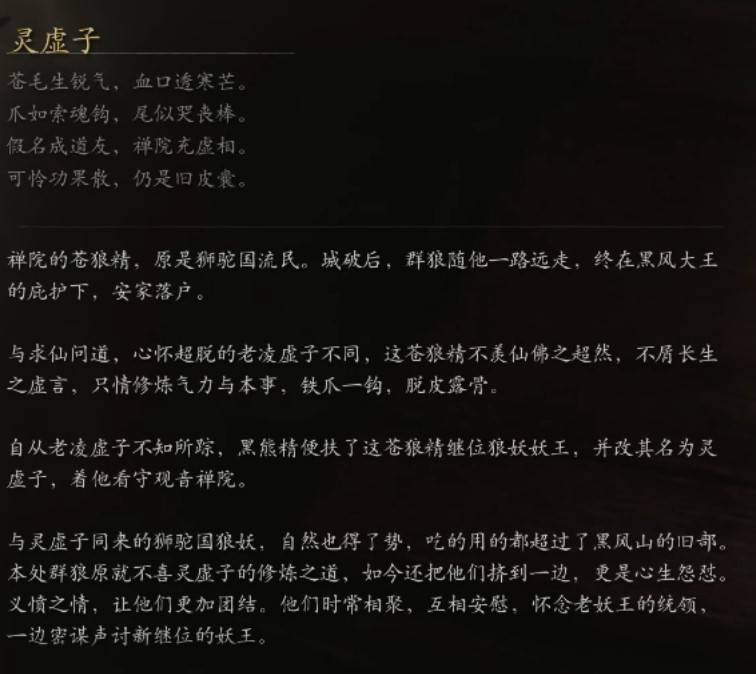 灵虚子
苍毛生锐气，血口透寒芒。
爪如索魂钩，尾似哭丧棒。
假名成道友，禅院充虚相。
可怜功果散，仍是旧皮囊。
禅院的苍狼精，原是狮驼国流民。城破后，群狼随他一路远走，终在黑风大王
的庇护下，安家落户。
与求仙问道，心怀超脱的老凌虚子不同，这苍狼精不羡仙佛之超然，不屑长生
之虚言，只情修炼气力与本事，铁爪一钩，脱皮露骨。
自从老凌虚子不知所踪，黑熊精便扶了这苍狼精继位狼妖妖王，并改其名为灵
虚子，着他看守观音禅院。
与灵虚子同来的狮驼国狼妖，自然也得了势，吃的用的都超过了黑风山的旧部。
本处群狼原就不喜灵虚子的修炼之道，如今还把他们挤到一边，更是心生怨怼。
义愤之情，让他们更加团结。他们时常相聚，互相安慰，怀念老妖王的统领，
一边密谋声讨新继位的妖王。